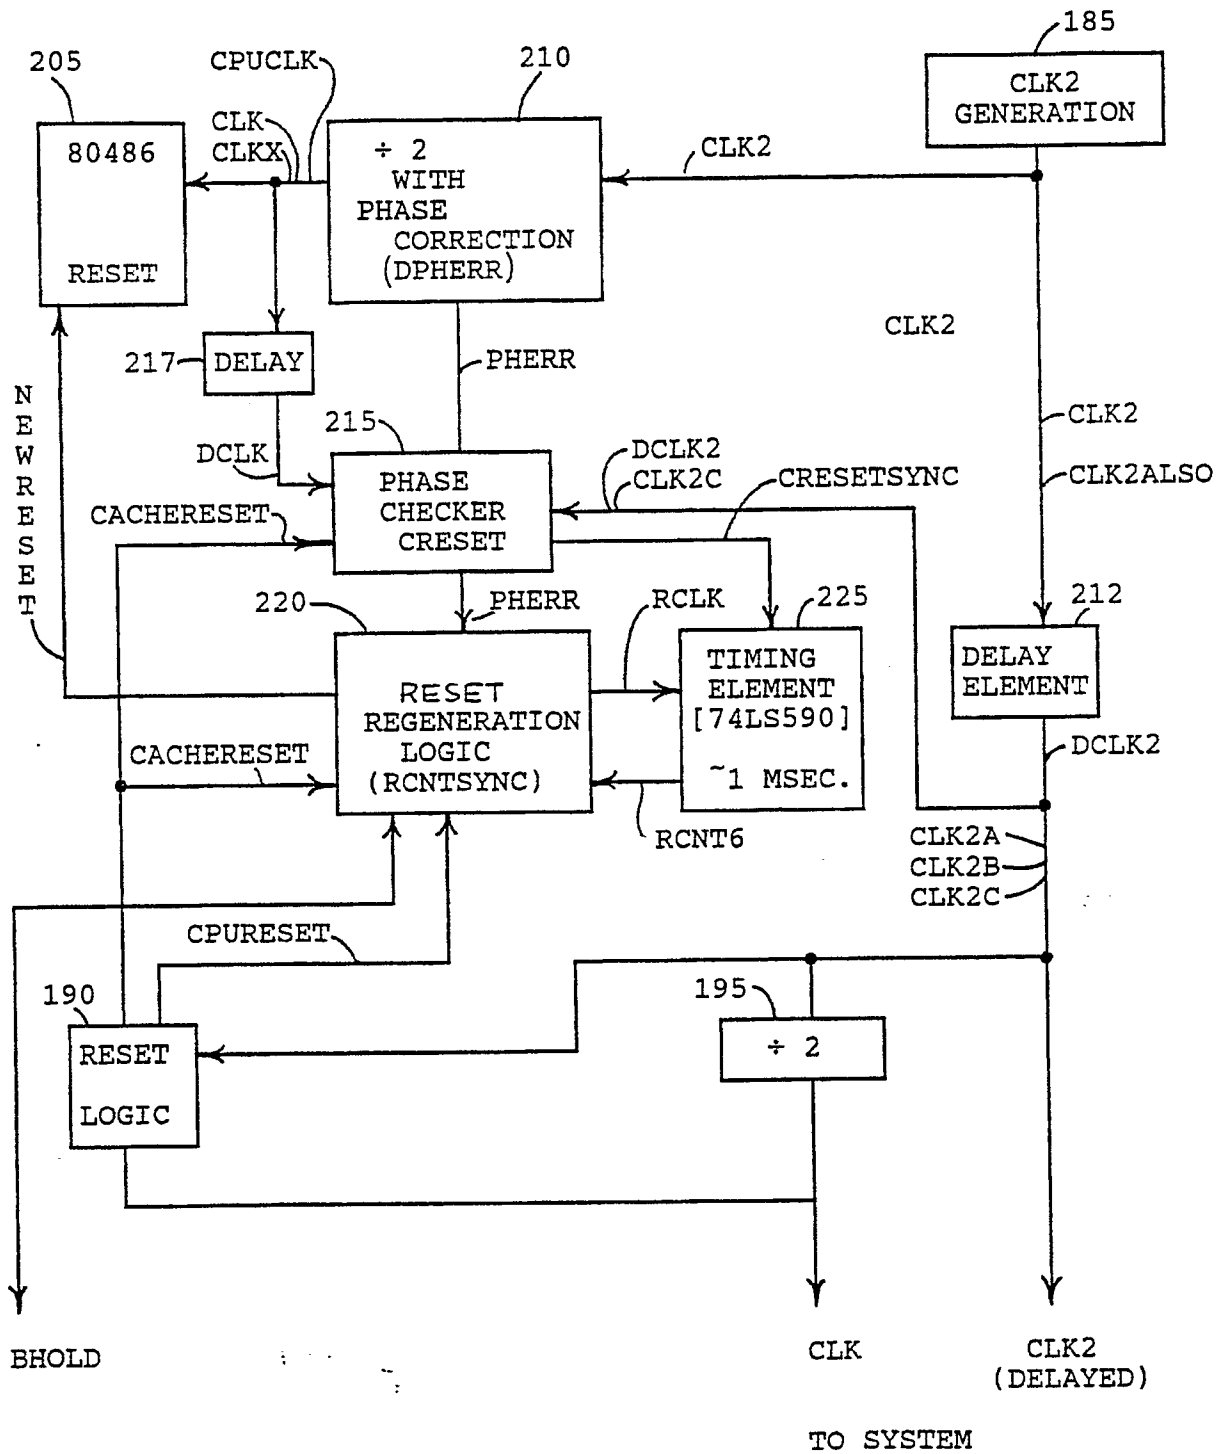 185
205
CPUCLK
210
CLK2
GENERATION
CLK
CLKX
80486
RESET
÷ 2
WITH
PHASE
CORRECTION
(DPHERR)
CLK2
CLK2
217
DELAY
PHERR
NEWRESET
215
CLK2
DCLK
DCLK2
CLK2C
CRESETSYNC
CLK2ALSO
PHASE
CHECKER
CRESET
CACHERESET
220
PHERR
RCLK
225
212
RESET
REGENERATION
LOGIC
(RCNTSYNC)
TIMING
ELEMENT
[74LS590]
~1 MSEC.
DELAY
ELEMENT
DCLK2
CACHERESET
RCNT6
CLK2A
CLK2B
CLK2C
CPURESET
190
195
RESET
LOGIC
÷ 2
BHOLD
CLK
CLK2
(DELAYED)
TO SYSTEM